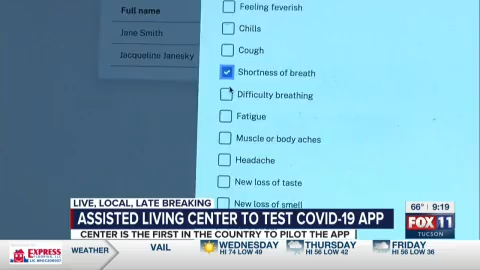 Full name
Jane Smith
Jacqueline Janesky
Feeling feverish
Chills
Cough
Shortness of breath
Difficulty breathing
Fatigue
Muscle or body aches
Headache
New loss of taste
New loss of smell
LIVE, LOCAL, LATE BREAKING
ASSISTED LIVING CENTER TO TEST COVID-19 APP
CENTER IS THE FIRST IN THE COUNTRY TO PILOT THE APP
66° 9:19
FOX 11
TUCSON
EXPRESS
WEATHER
VAIL
WEDNESDAY
HI 74 LOW 49
THURSDAY
HI 56 LOW 42
FRIDAY
HI 56 LOW 36